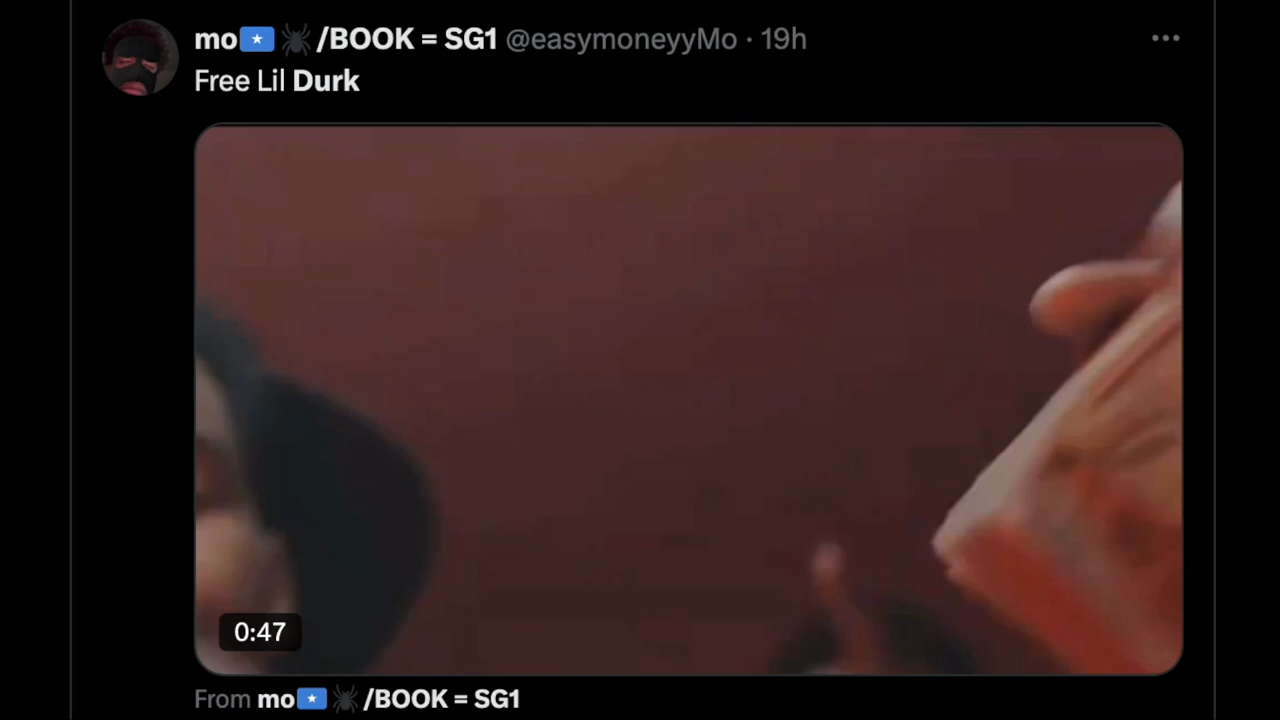 mo🇸🇴🕷️/BOOK = SG1 @easymoneyyMo · 19h
Free Lil Durk
0:47
From mo🇸🇴🕷️/BOOK = SG1